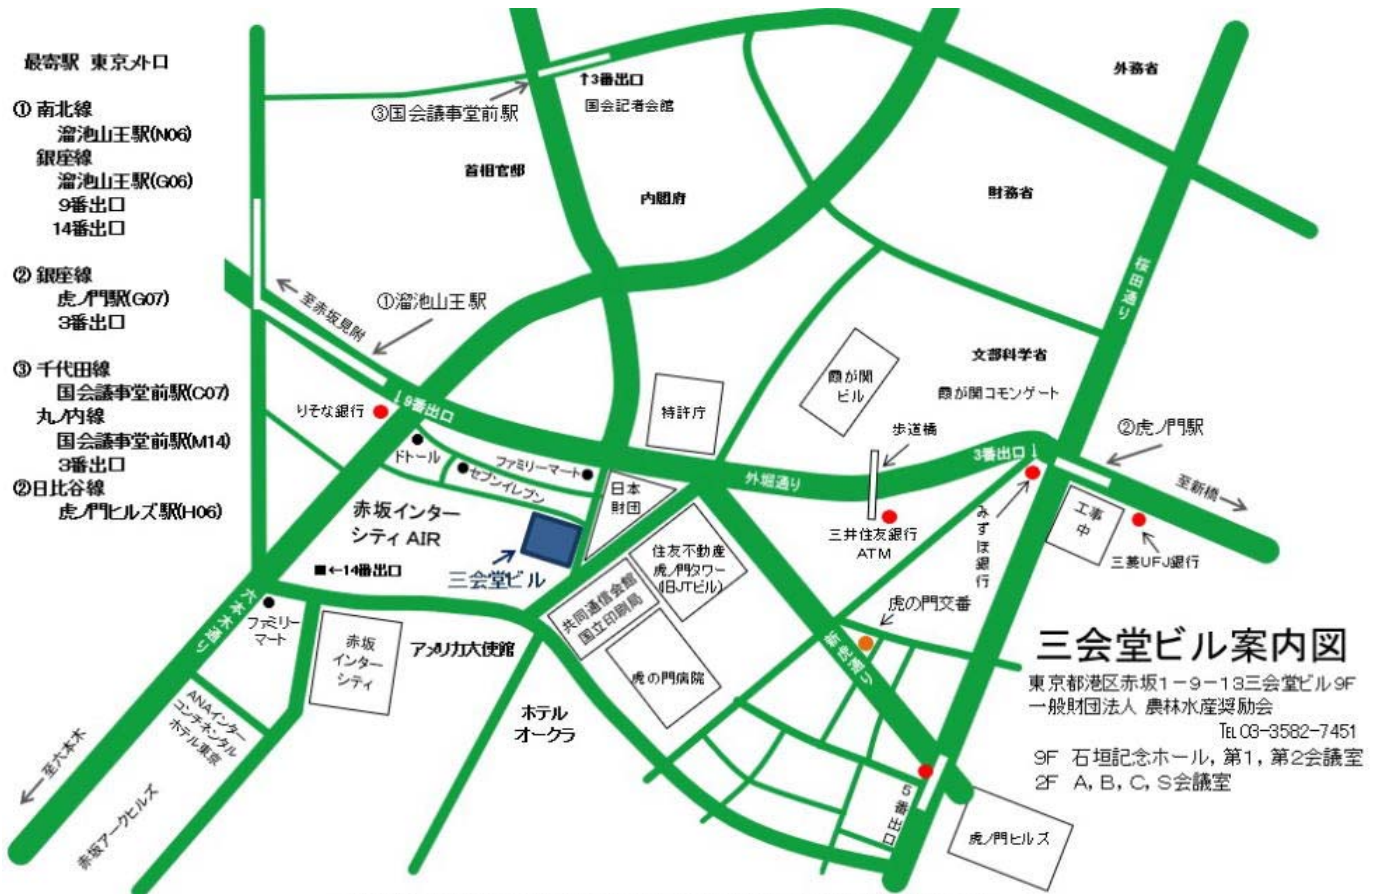 最寄駅 東京メトロ
① 南北線
溜池山王駅(N06)
銀座線
溜池山王駅(G06)
9番出口
14番出口
② 銀座線
虎ノ門駅(G07)
3番出口
③ 千代田線
国会議事堂前駅(C07)
丸ノ内線
国会議事堂前駅(M14)
3番出口
②日比谷線
虎ノ門ヒルズ駅(H06)
↑3番出口
国会記者会館
③国会議事堂前駅
首相官邸
内閣府
外務省
財務省
桜田通り
至赤坂見附
①溜池山王駅
りそな銀行
↓9番出口
特許庁
霞が関
ビル
文部科学省
霞が関コモンゲート
歩道橋
3番出口↓
②虎ノ門駅
至新橋
外堀通り
ドトール
ファミリーマート
セブンイレブン
日本
財団
赤坂インター
シティ AIR
三会堂ビル
■←14番出口
住友不動産
虎ノ門タワー
(旧JTビル)
三井住友銀行
ATM
みずほ銀行
工事
中
三菱UFJ銀行
共同通信会館
国立印刷局
虎の門病院
虎の門交番
新虎通り
六本木通り
ファミリー
マート
赤坂
インター
シティ
アメリカ大使館
ホテル
オークラ
ANAインター
コンチネンタル
ホテル東京
至六本木
赤坂アークヒルズ
5番出口
虎ノ門ヒルズ
三会堂ビル案内図
東京都港区赤坂1-9-13三会堂ビル9F
一般財団法人 農林水産奨励会
TEL 03-3582-7451
9F 石垣記念ホール, 第1, 第2会議室
2F A, B, C, S会議室